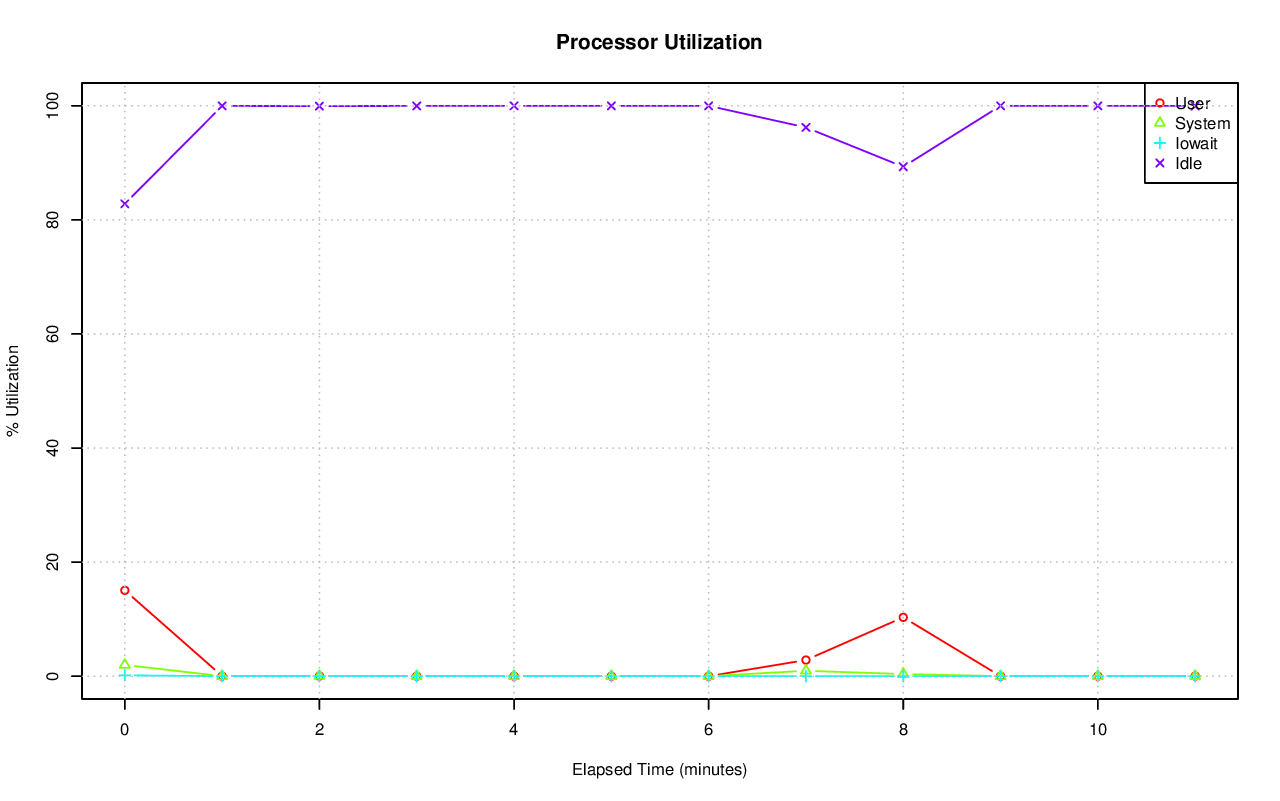 Processor Utilization
100
80
60
40
20
0
% Utilization
User
System
Iowait
Idle
0 2 4 6 8 10
Elapsed Time (minutes)